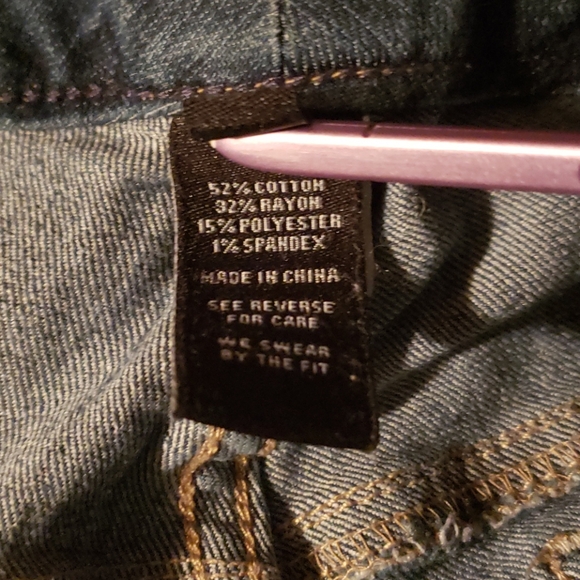 52% COTTON
32% RAYON
15% POLYESTER
1% SPANDEX
MADE IN CHINA
SEE REVERSE
FOR CARE
WE SWEAR
BY THE FIT